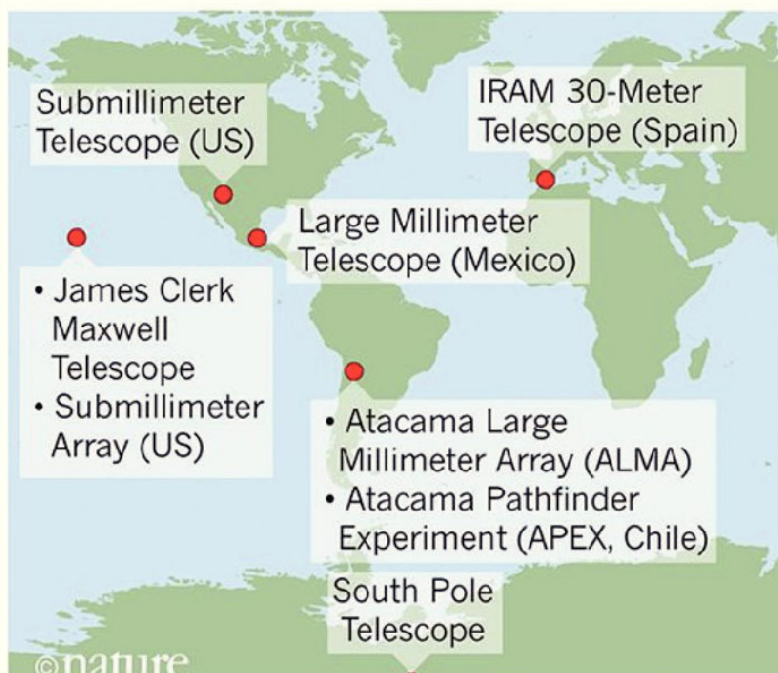 Submillimeter
Telescope (US)
IRAM 30-Meter
Telescope (Spain)
Large Millimeter
Telescope (Mexico)
• James Clerk
Maxwell
Telescope
• Submillimeter
Array (US)
• Atacama Large
Millimeter Array (ALMA)
• Atacama Pathfinder
Experiment (APEX, Chile)
South Pole
Telescope
©nature